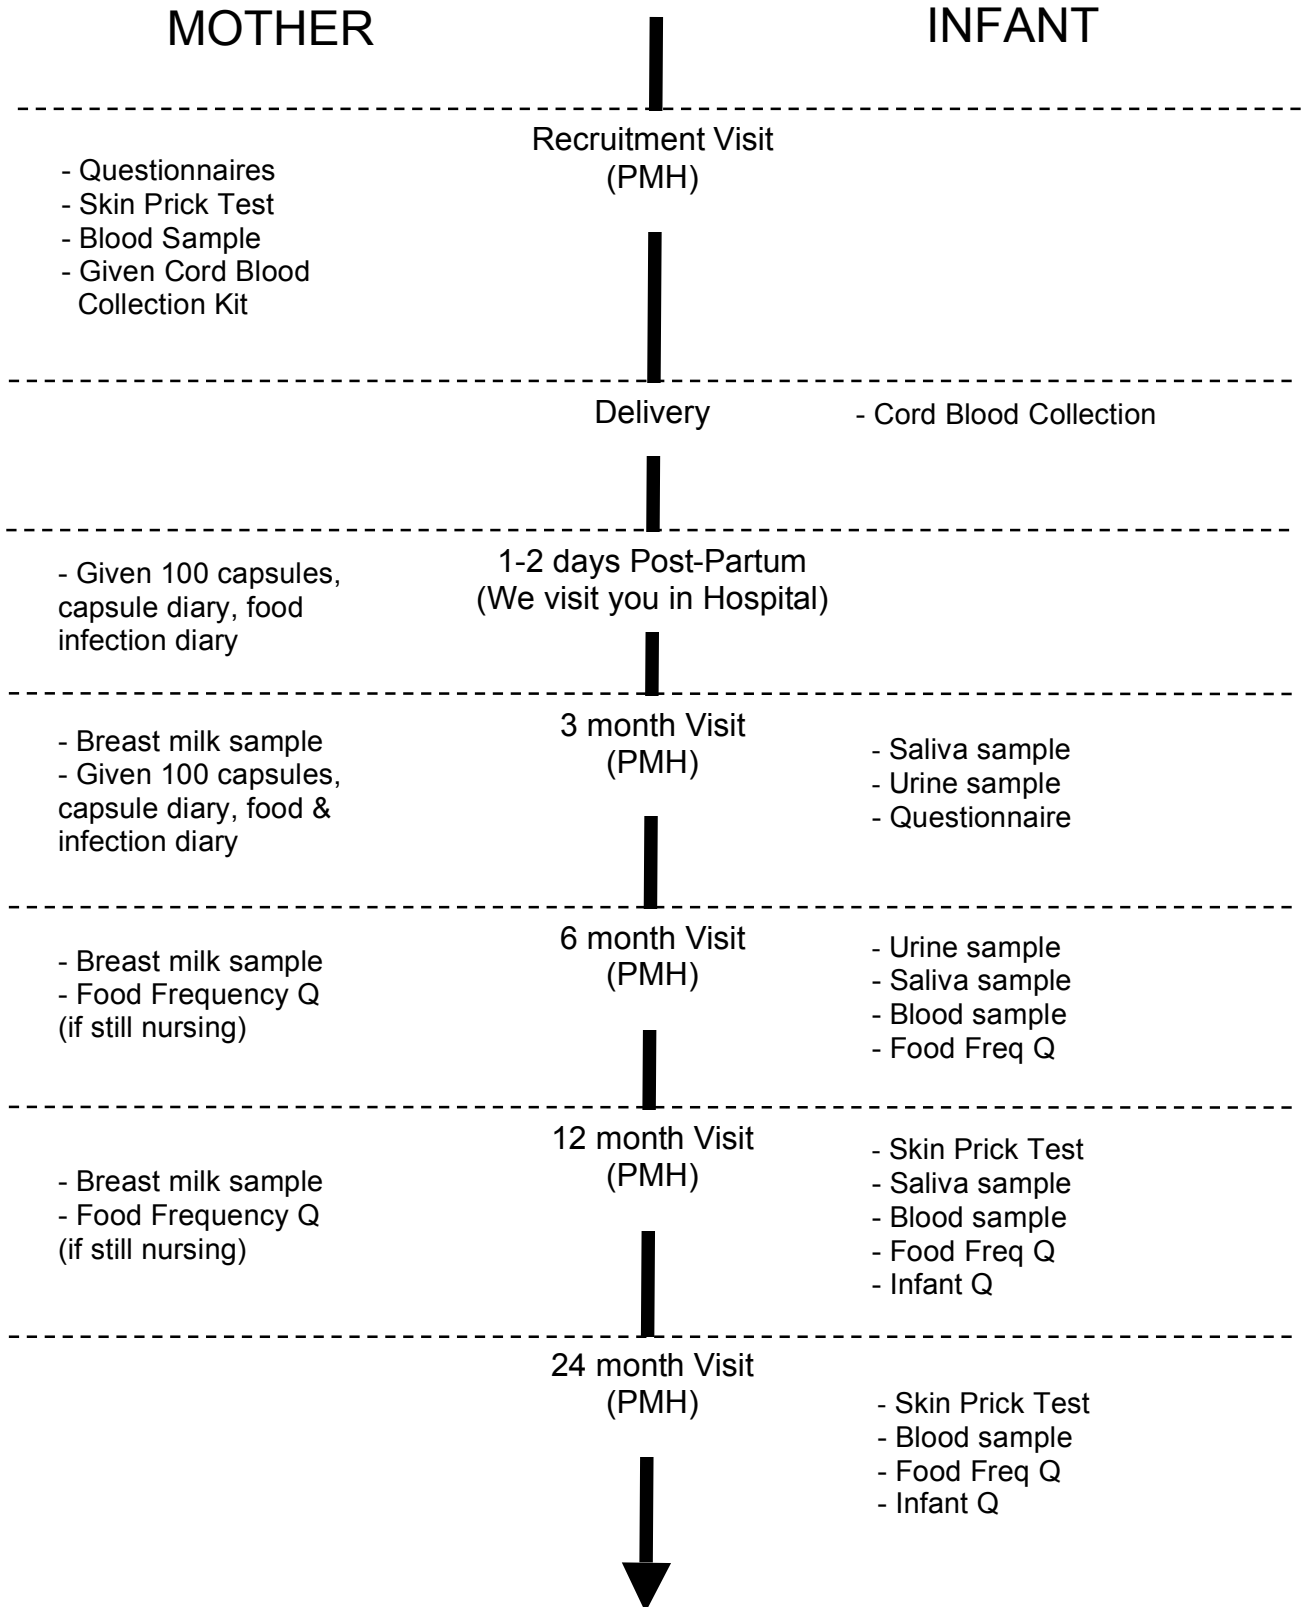 MOTHER
INFANT
Recruitment Visit
(PMH)
- Questionnaires
- Skin Prick Test
- Blood Sample
- Given Cord Blood
Collection Kit
Delivery
- Cord Blood Collection
1-2 days Post-Partum
(We visit you in Hospital)
- Given 100 capsules,
capsule diary, food
infection diary
3 month Visit
(PMH)
- Breast milk sample
- Given 100 capsules,
capsule diary, food &
infection diary
- Saliva sample
- Urine sample
- Questionnaire
6 month Visit
(PMH)
- Breast milk sample
- Food Frequency Q
(if still nursing)
- Urine sample
- Saliva sample
- Blood sample
- Food Freq Q
12 month Visit
(PMH)
- Breast milk sample
- Food Frequency Q
(if still nursing)
- Skin Prick Test
- Saliva sample
- Blood sample
- Food Freq Q
- Infant Q
24 month Visit
(PMH)
- Skin Prick Test
- Blood sample
- Food Freq Q
- Infant Q